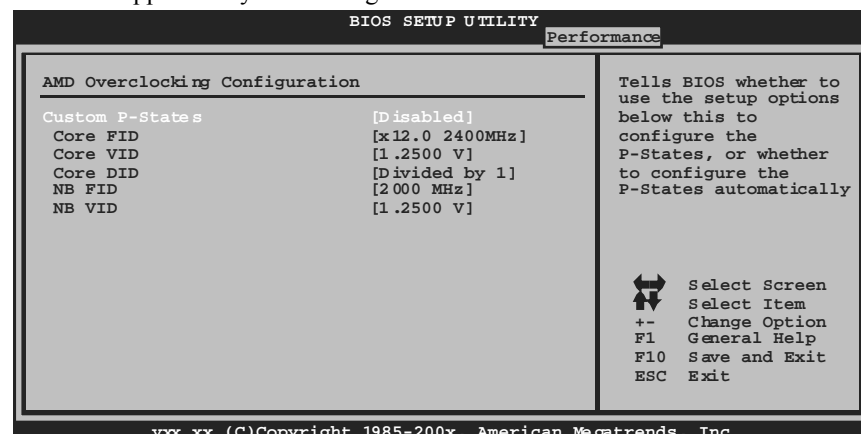 BIOS SETUP UTILITY
Performance
AMD Overclocking Configuration
Custom P-States [Disabled]
Core FID [x12.0 2400MHz]
Core VID [1.2500 V]
Core DID [Divided by 1]
NB FID [2000 MHz]
NB VID [1.2500 V]
Tells BIOS whether to
use the setup options
below this to
configure the
P-States, or whether
to configure the
P-States automatically
Select Screen
Select Item
+- Change Option
F1 General Help
F10 Save and Exit
ESC Exit
vxx.xx (C)Copyright 1985-200x, American Megatrends, Inc.